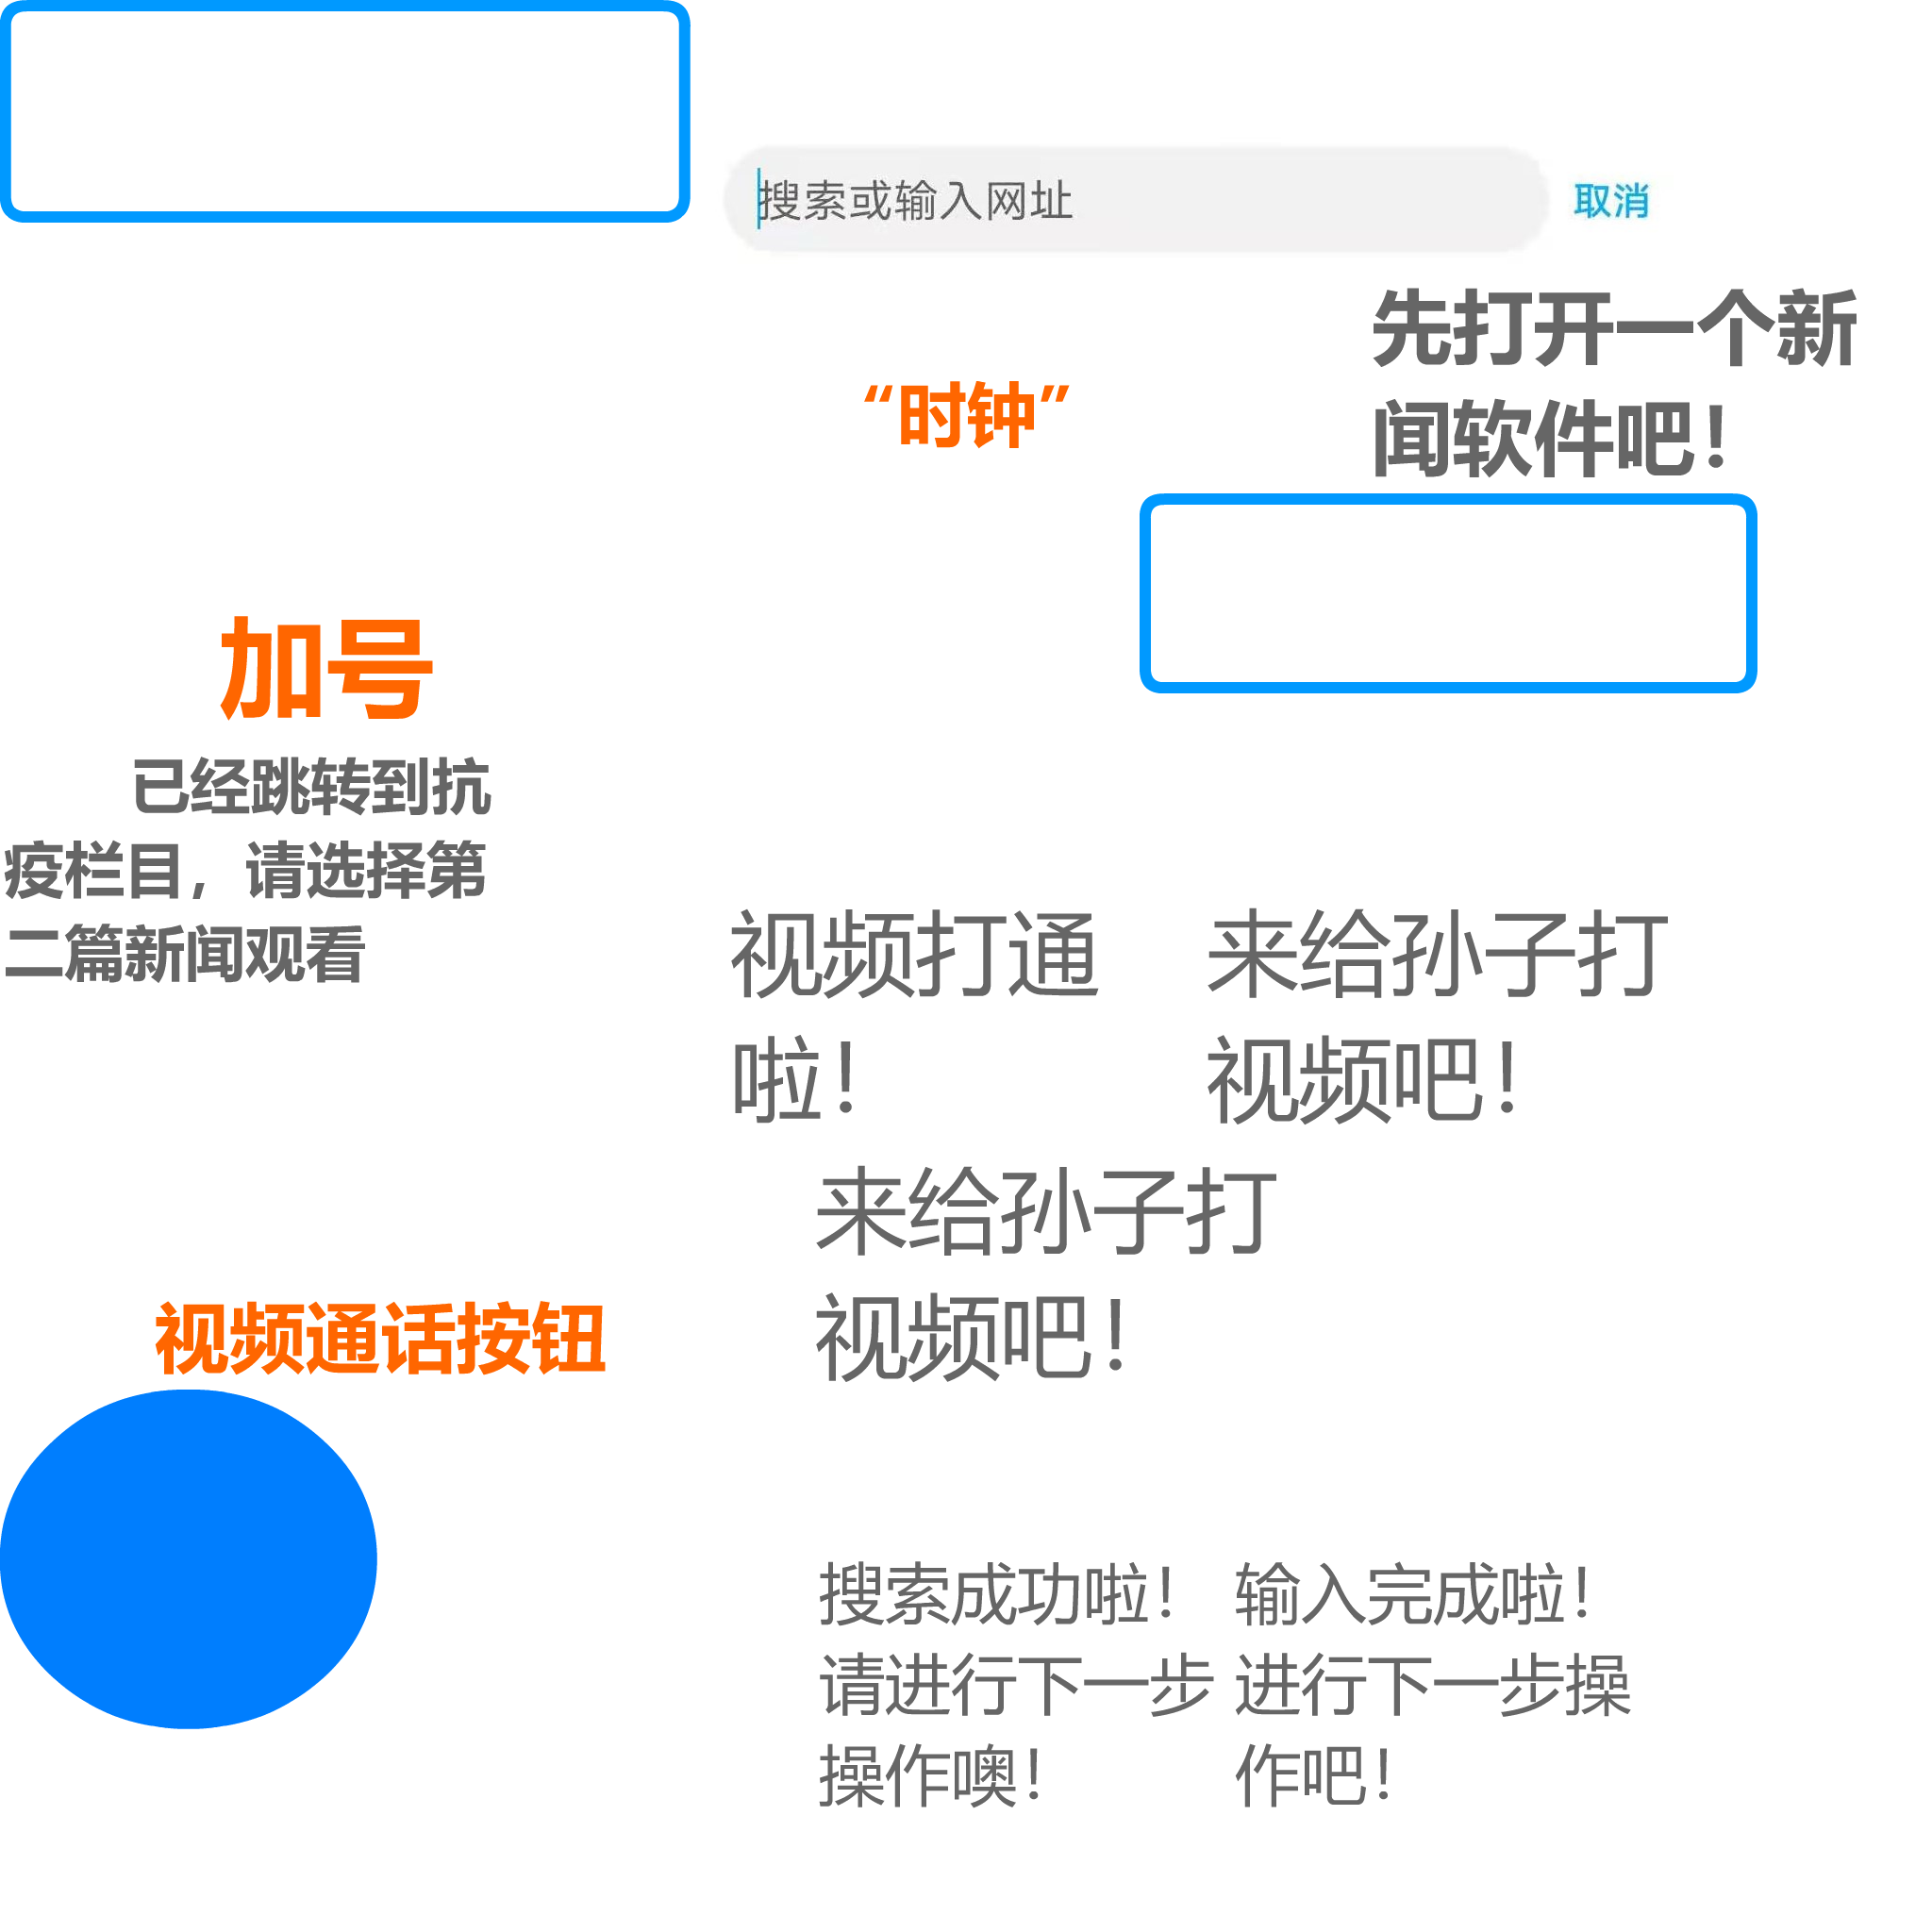 搜索或输入网址
取消
先打开一个新
闻软件吧！
“时钟”
加号
已经跳转到抗
疫栏目，请选择第
二篇新闻观看
视频打通
啦！
来给孙子打
视频吧！
来给孙子打
视频吧！
视频通话按钮
搜索成功啦！
请进行下一步
操作噢！
输入完成啦！
进行下一步操
作吧！